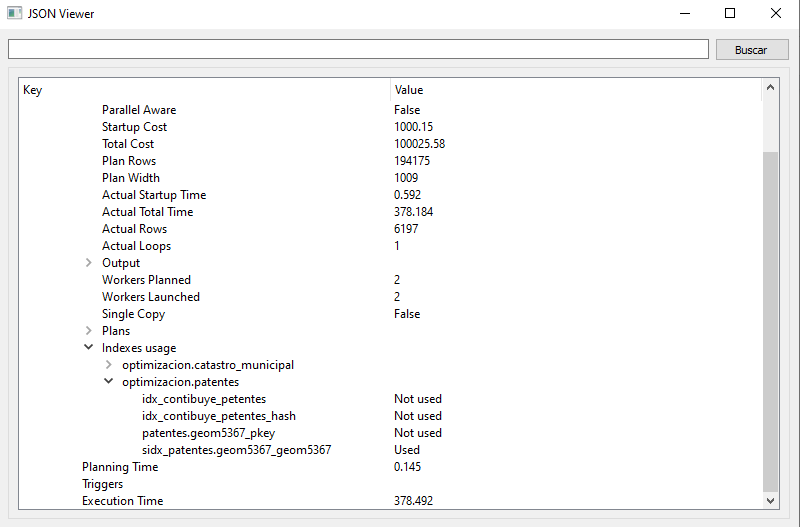 JSON Viewer
Buscar
Key Value
Parallel Aware False
Startup Cost 1000.15
Total Cost 100025.58
Plan Rows 194175
Plan Width 1009
Actual Startup Time 0.592
Actual Total Time 378.184
Actual Rows 6197
Actual Loops 1
Output
Workers Planned 2
Workers Launched 2
Single Copy False
Plans
Indexes usage
optimizacion.catastro_municipal
optimizacion.patentes
idx_contibuye_petentes Not used
idx_contibuye_petentes_hash Not used
patentes.geom5367_pkey Not used
sidx_patentes.geom5367_geom5367 Used
Planning Time 0.145
Triggers
Execution Time 378.492